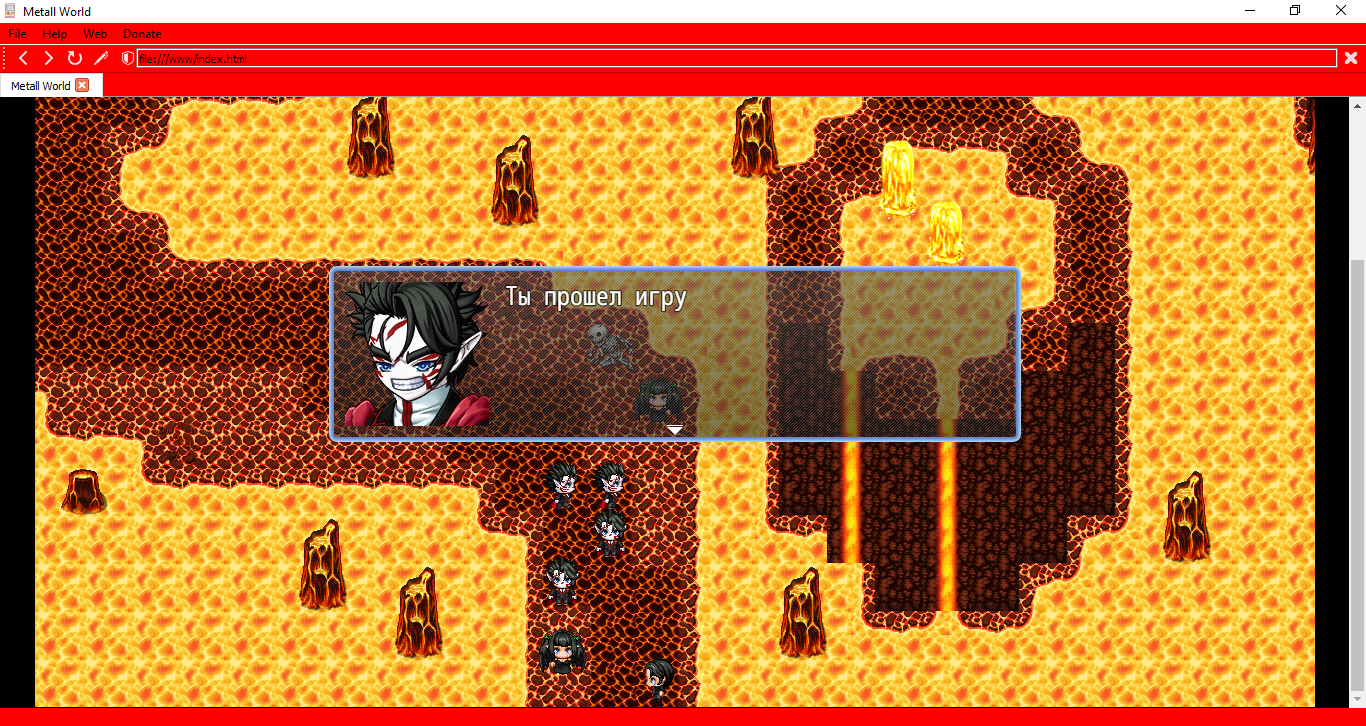 Metall World
File Help Web Donate
file:///www/index.html
Metall World
Ты прошел игру